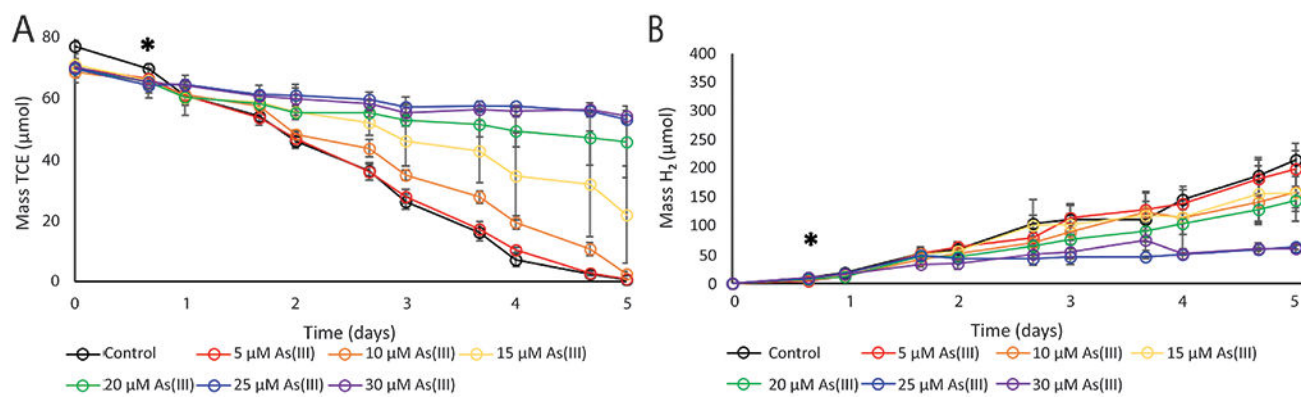 A
*
Mass TCE (µmol)
80
60
40
20
0
0 1 2 3 4 5
Time (days)
Control 5 µM As(III) 10 µM As(III) 15 µM As(III)
20 µM As(III) 25 µM As(III) 30 µM As(III)
B
*
Mass H₂ (µmol)
400
350
300
250
200
150
100
50
0
0 1 2 3 4 5
Time (days)
Control 5 µM As(III) 10 µM As(III) 15 µM As(III)
20 µM As(III) 25 µM As(III) 30 µM As(III)